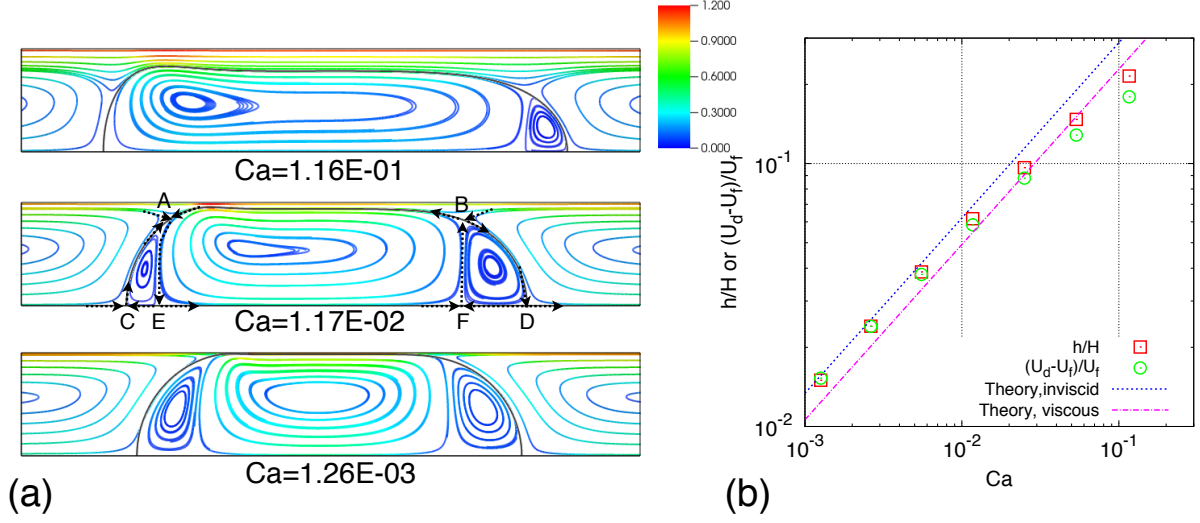 (a)
1.200
0.9000
0.6000
0.3000
0.000
Ca=1.16E-01
A
B
C
E
F
D
Ca=1.17E-02
Ca=1.26E-03
h/H or (U_d-U_f)/U_f
10^-1
10^-2
10^-3
10^-2
10^-1
Ca
h/H
(U_d-U_f)/U_f
Theory,inviscid
Theory, viscous
(b)